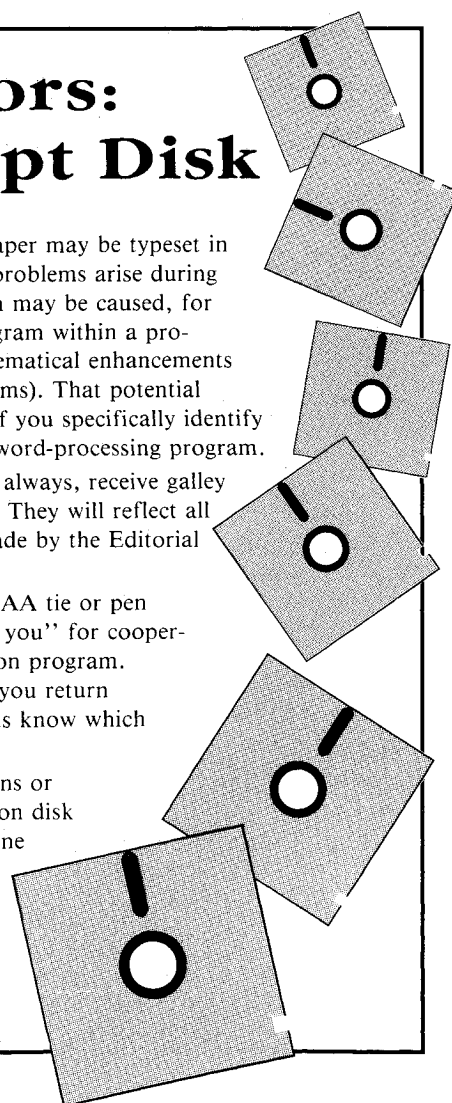 ors:
pt Disk
aper may be typeset in
problems arise during
n may be caused, for
gram within a pro-
ematical enhancements
ms). That potential
f you specifically identify
word-processing program.
always, receive galley
They will reflect all
ade by the Editorial
AA tie or pen
you'' for cooper-
on program.
you return
s know which
ns or
on disk
ne